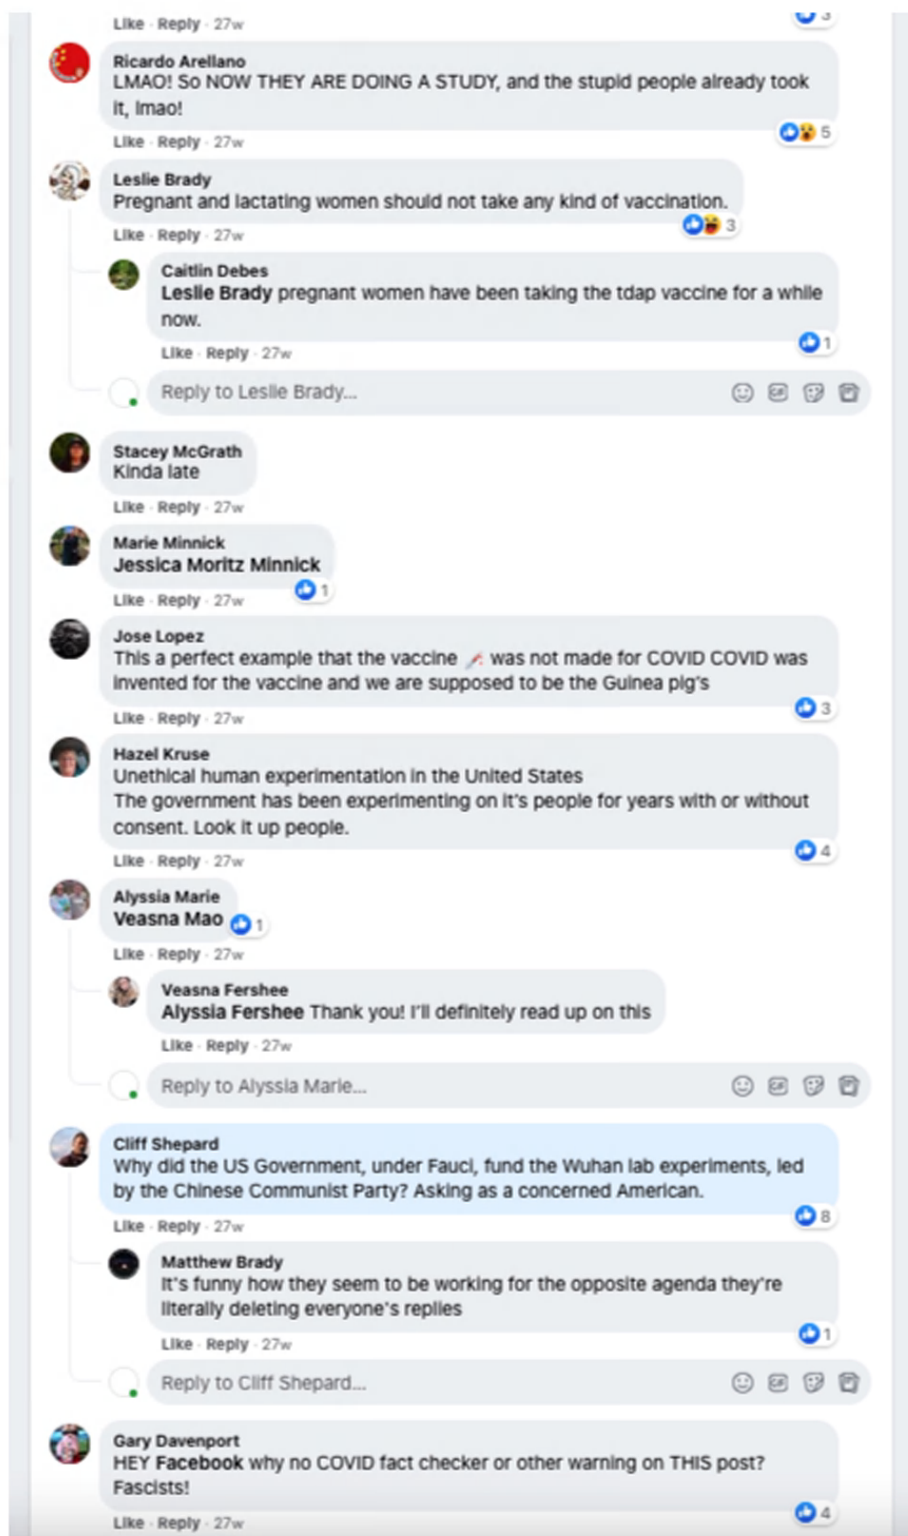 Like · Reply · 27w
3
Ricardo Arellano
LMAO! So NOW THEY ARE DOING A STUDY, and the stupid people already took
it, lmao!
5
Like · Reply · 27w
Leslie Brady
Pregnant and lactating women should not take any kind of vaccination.
3
Like · Reply · 27w
Caitlin Debes
Leslie Brady pregnant women have been taking the tdap vaccine for a while
now.
1
Like · Reply · 27w
Reply to Leslie Brady...
GIF
Stacey McGrath
Kinda late
Like · Reply · 27w
Marie Minnick
Jessica Moritz Minnick
1
Like · Reply · 27w
Jose Lopez
This a perfect example that the vaccine 💉 was not made for COVID COVID was
invented for the vaccine and we are supposed to be the Guinea pig's
3
Like · Reply · 27w
Hazel Kruse
Unethical human experimentation in the United States
The government has been experimenting on it's people for years with or without
consent. Look it up people.
4
Like · Reply · 27w
Alyssia Marie
Veasna Mao
1
Like · Reply · 27w
Veasna Fershee
Alyssia Fershee Thank you! I'll definitely read up on this
Like · Reply · 27w
Reply to Alyssia Marie...
GIF
Cliff Shepard
Why did the US Government, under Fauci, fund the Wuhan lab experiments, led
by the Chinese Communist Party? Asking as a concerned American.
8
Like · Reply · 27w
Matthew Brady
It's funny how they seem to be working for the opposite agenda they're
literally deleting everyone's replies
1
Like · Reply · 27w
Reply to Cliff Shepard...
GIF
Gary Davenport
HEY Facebook why no COVID fact checker or other warning on THIS post?
Fascists!
4
Like · Reply · 27w